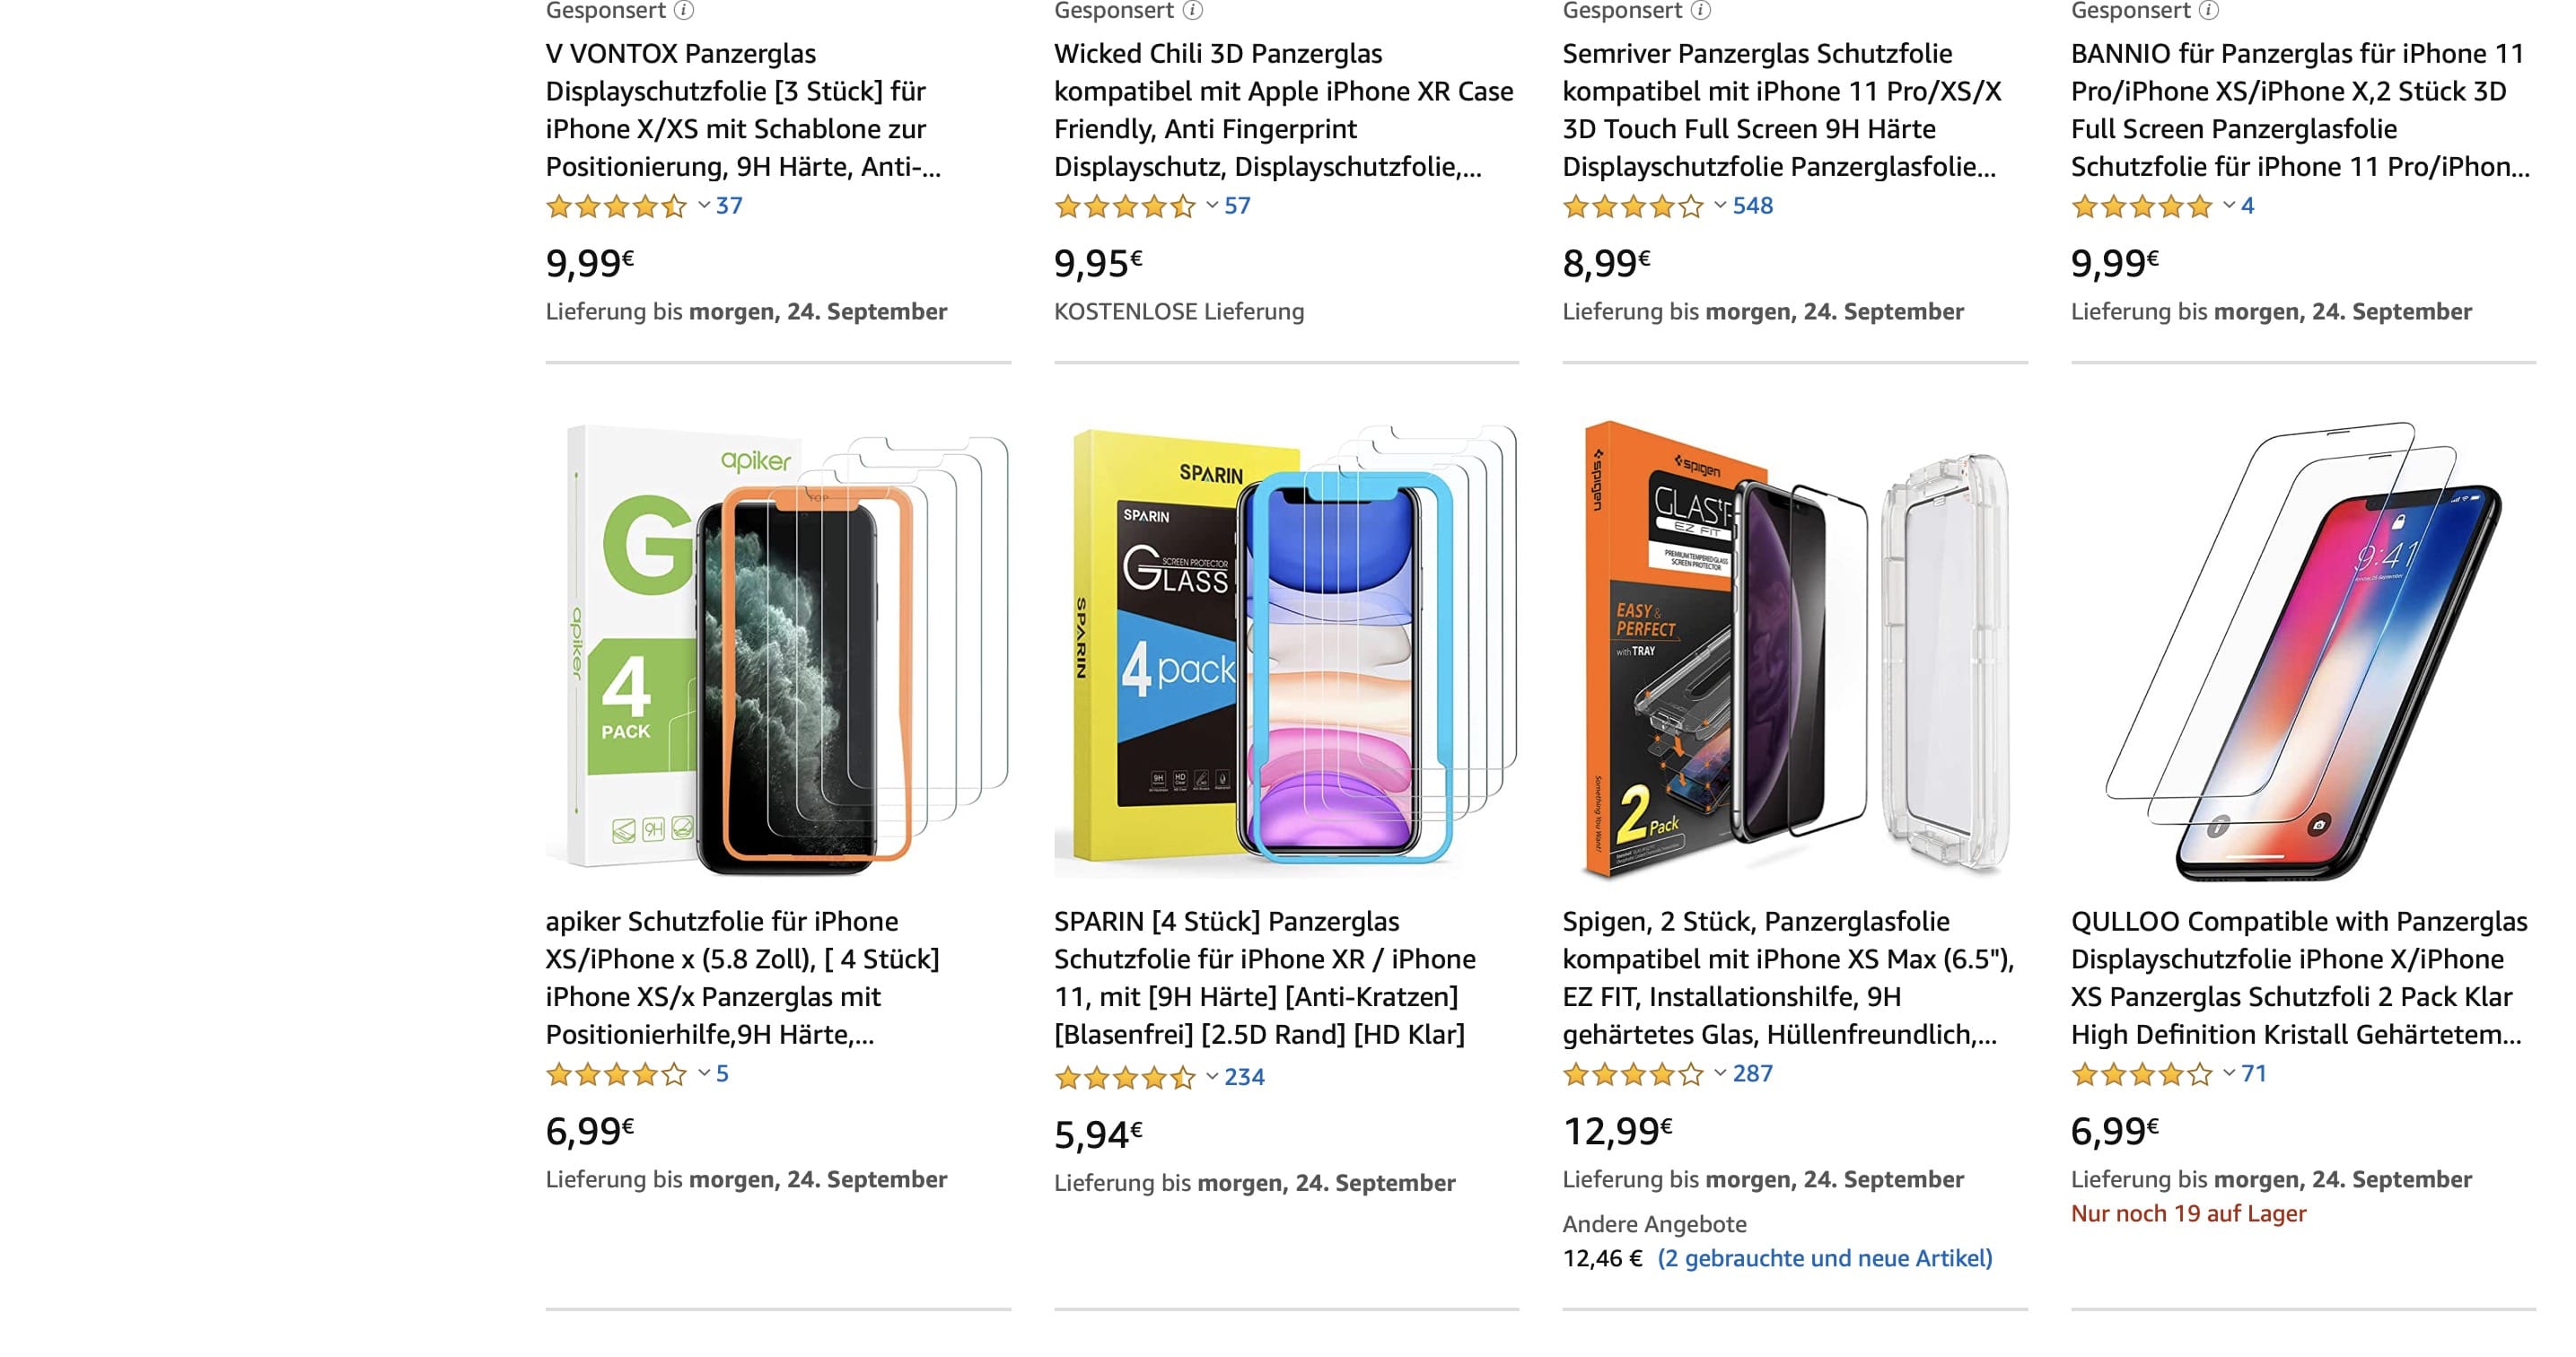 Gesponsert
Gesponsert
Gesponsert
Gesponsert
V VONTOX Panzerglas
Displayschutzfolie [3 Stück] für
iPhone X/XS mit Schablone zur
Positionierung, 9H Härte, Anti-...
37
9,99€
Lieferung bis morgen, 24. September
Wicked Chili 3D Panzerglas
kompatibel mit Apple iPhone XR Case
Friendly, Anti Fingerprint
Displayschutz, Displayschutzfolie,...
57
9,95€
KOSTENLOSE Lieferung
Semriver Panzerglas Schutzfolie
kompatibel mit iPhone 11 Pro/XS/X
3D Touch Full Screen 9H Härte
Displayschutzfolie Panzerglasfolie...
548
8,99€
Lieferung bis morgen, 24. September
BANNIO für Panzerglas für iPhone 11
Pro/iPhone XS/iPhone X,2 Stück 3D
Full Screen Panzerglasfolie
Schutzfolie für iPhone 11 Pro/iPhon...
4
9,99€
Lieferung bis morgen, 24. September
apiker
G
apiker
4
PACK
9H
TOP
SPARIN
SPARIN
SCREEN PROTECTOR
GLASS
SPARIN
4 pack
9H
HD
spigen
spigen
EZ FIT
PREMIUM TEMPERED GLASS
SCREEN PROTECTOR
EASY &
PERFECT
with TRAY
Something You Want!
2 Pack
9:41
apiker Schutzfolie für iPhone
XS/iPhone x (5.8 Zoll), [ 4 Stück]
iPhone XS/x Panzerglas mit
Positionierhilfe,9H Härte,...
5
6,99€
Lieferung bis morgen, 24. September
SPARIN [4 Stück] Panzerglas
Schutzfolie für iPhone XR / iPhone
11, mit [9H Härte] [Anti-Kratzen]
[Blasenfrei] [2.5D Rand] [HD Klar]
234
5,94€
Lieferung bis morgen, 24. September
Spigen, 2 Stück, Panzerglasfolie
kompatibel mit iPhone XS Max (6.5"),
EZ FIT, Installationshilfe, 9H
gehärtetes Glas, Hüllenfreundlich,...
287
12,99€
Lieferung bis morgen, 24. September
Andere Angebote
12,46 € (2 gebrauchte und neue Artikel)
QULLOO Compatible with Panzerglas
Displayschutzfolie iPhone X/iPhone
XS Panzerglas Schutzfoli 2 Pack Klar
High Definition Kristall Gehärtetem...
71
6,99€
Lieferung bis morgen, 24. September
Nur noch 19 auf Lager